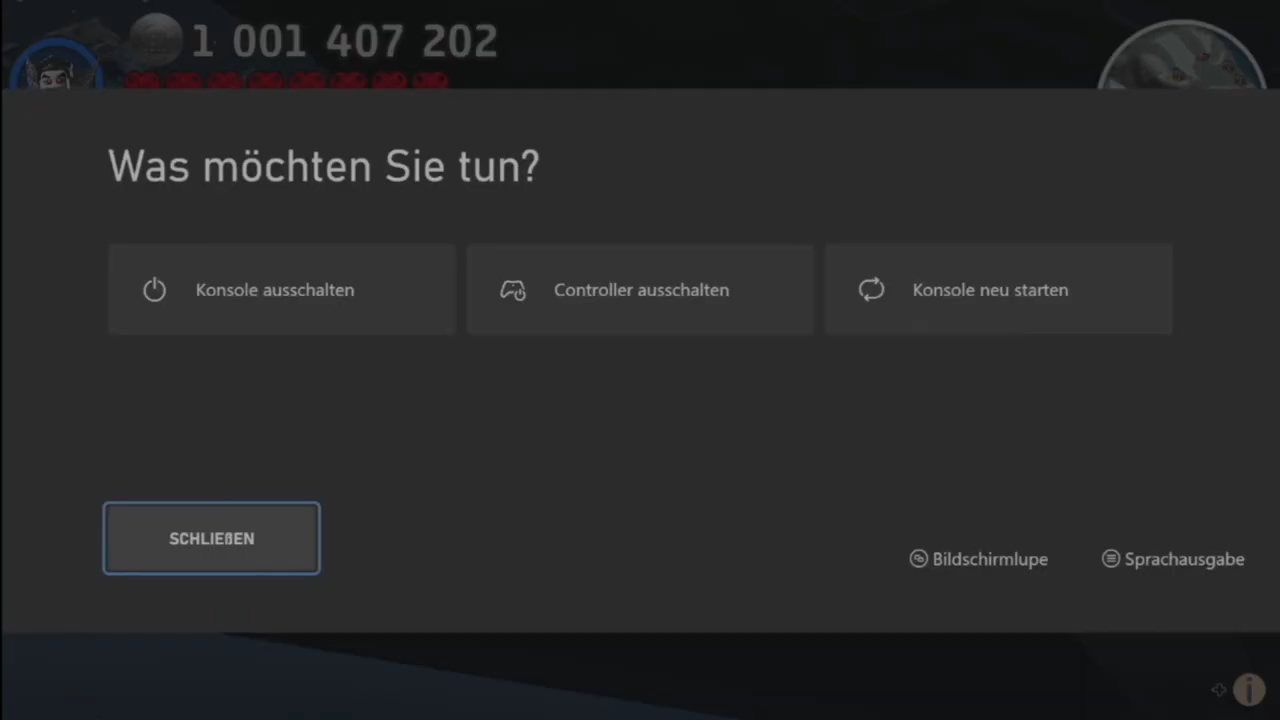 1 001 407 202
Was möchten Sie tun?
Konsole ausschalten
Controller ausschalten
Konsole neu starten
SCHLIEßEN
Bildschirmlupe
Sprachausgabe
i